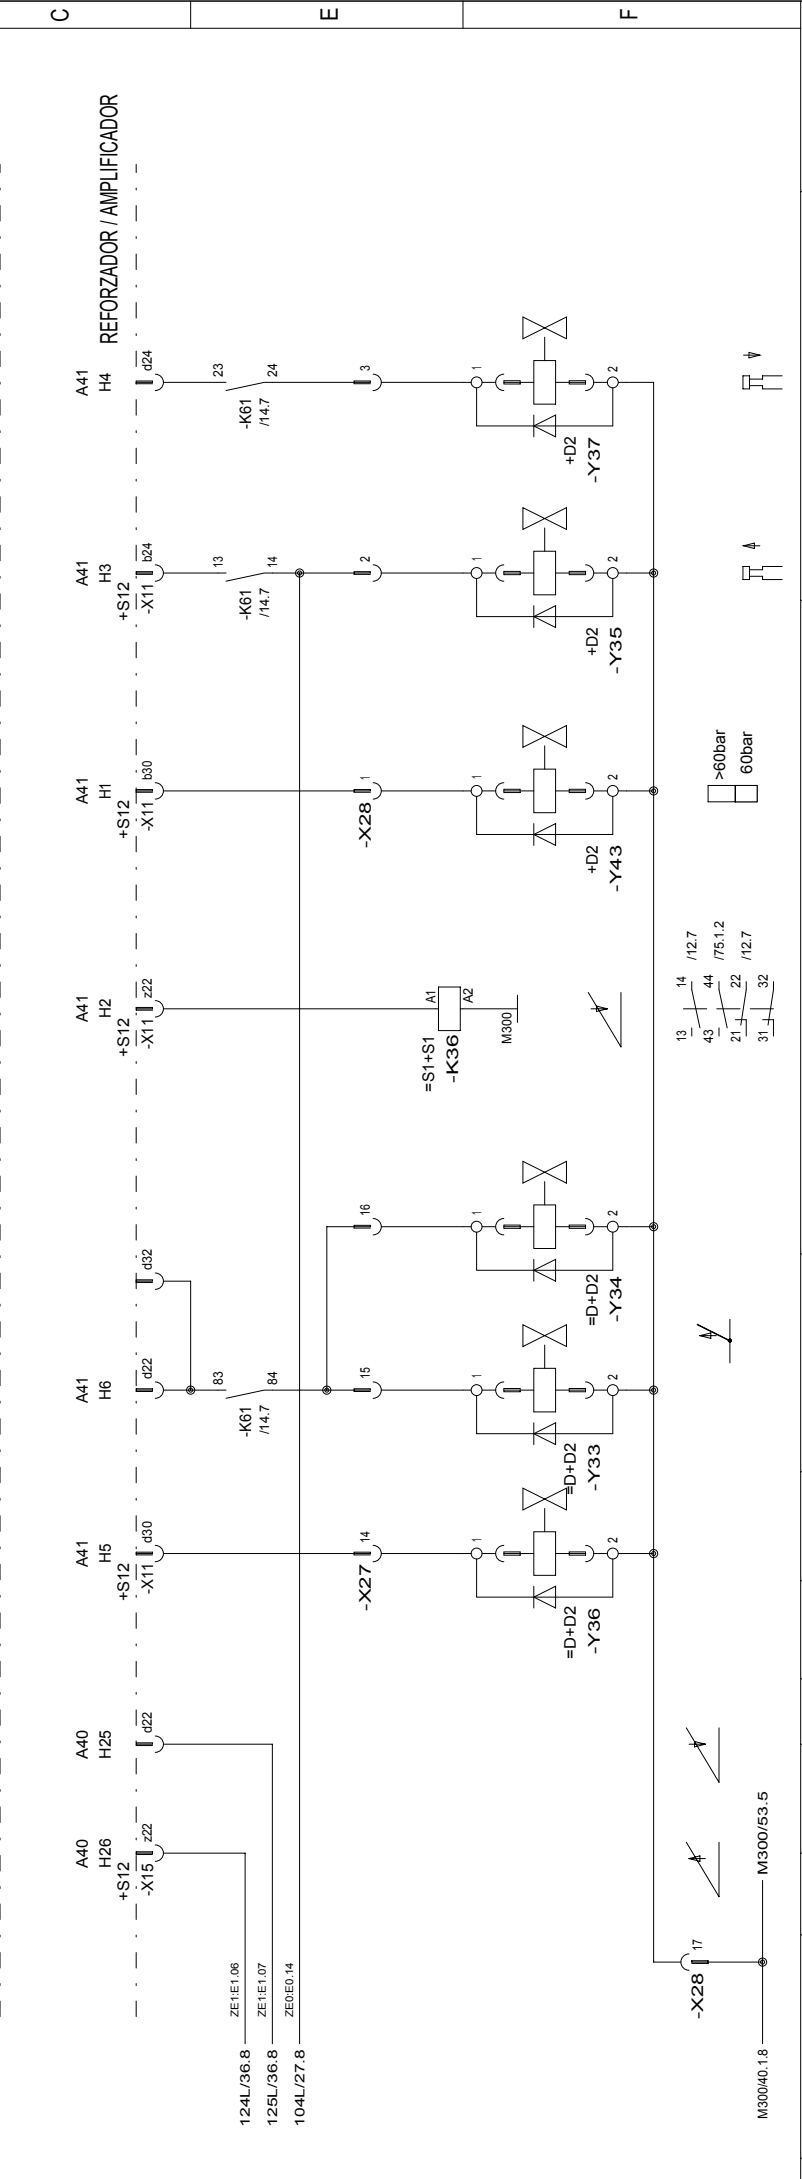 C
E
F
REFORZADOR / AMPLIFICADOR
A40
H26
+S12
-X15
z22
A40
H25
d22
A41
H5
+S12
-X11
d30
A41
H6
d22
d32
A41
H2
+S12
-X11
z22
A41
H1
+S12
-X11
b30
A41
H3
+S12
-X11
b24
A41
H4
d24
124L/36.8
ZE1:E1.06
125L/36.8
ZE1:E1.07
104L/27.8
ZE0:E0.14
83
84
-K61
/14.7
13
14
-K61
/14.7
23
24
-K61
/14.7
-X27
14
15
16
-X28
1
2
3
=S1+S1
-K36
A1
A2
M300
1
2
=D+D2
-Y36
1
2
=D+D2
-Y33
1
2
=D+D2
-Y34
1
2
+D2
-Y43
1
2
+D2
-Y35
1
2
+D2
-Y37
13
14
/12.7
43
44
/75.1.2
21
22
/12.7
31
32
>60bar
60bar
-X28
17
M300/40.1.8
M300/53.5